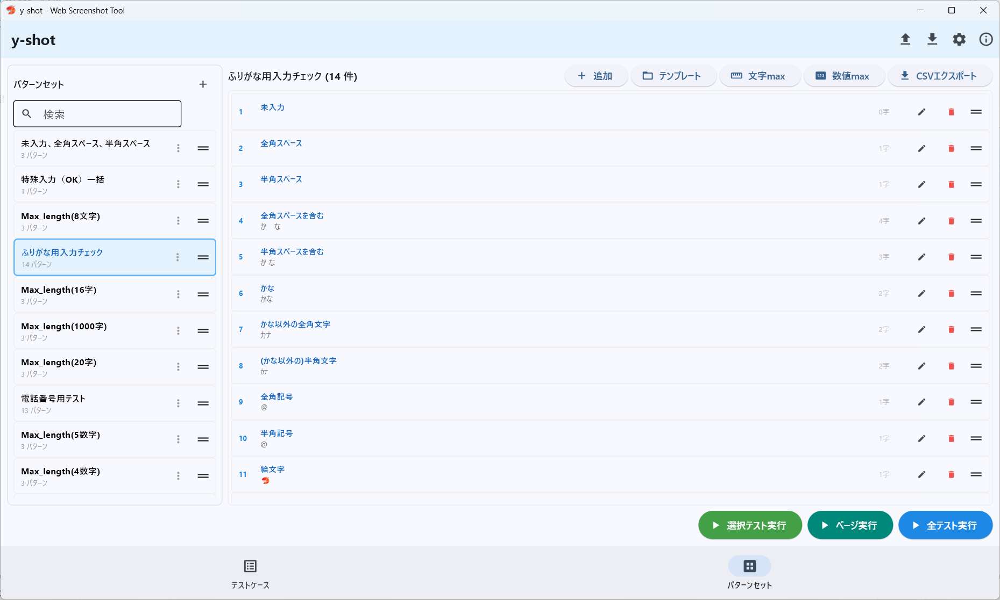 y-shot - Web Screenshot Tool
y-shot
パターンセット
検索
未入力、全角スペース、半角スペース
3 パターン
特殊入力（OK）一括
1 パターン
Max_length(8文字)
3 パターン
ふりがな用入力チェック
14 パターン
Max_length(16字)
3 パターン
Max_length(1000字)
3 パターン
Max_length(20字)
3 パターン
電話番号用テスト
13 パターン
Max_length(5数字)
3 パターン
Max_length(4数字)
3 パターン
ふりがな用入力チェック (14 件)
追加
テンプレート
文字max
123 数値max
CSVエクスポート
1 未入力 0字
2 全角スペース 1字
3 半角スペース 1字
4 全角スペースを含む 4字
か　な
5 半角スペースを含む 3字
か な
6 かな 2字
かな
7 かな以外の全角文字 2字
カナ
8 (かな以外の)半角文字 2字
ｶﾅ
9 全角記号 1字
＠
10 半角記号 1字
@
11 絵文字 1字
🦐
選択テスト実行
ページ実行
全テスト実行
テストケース
パターンセット